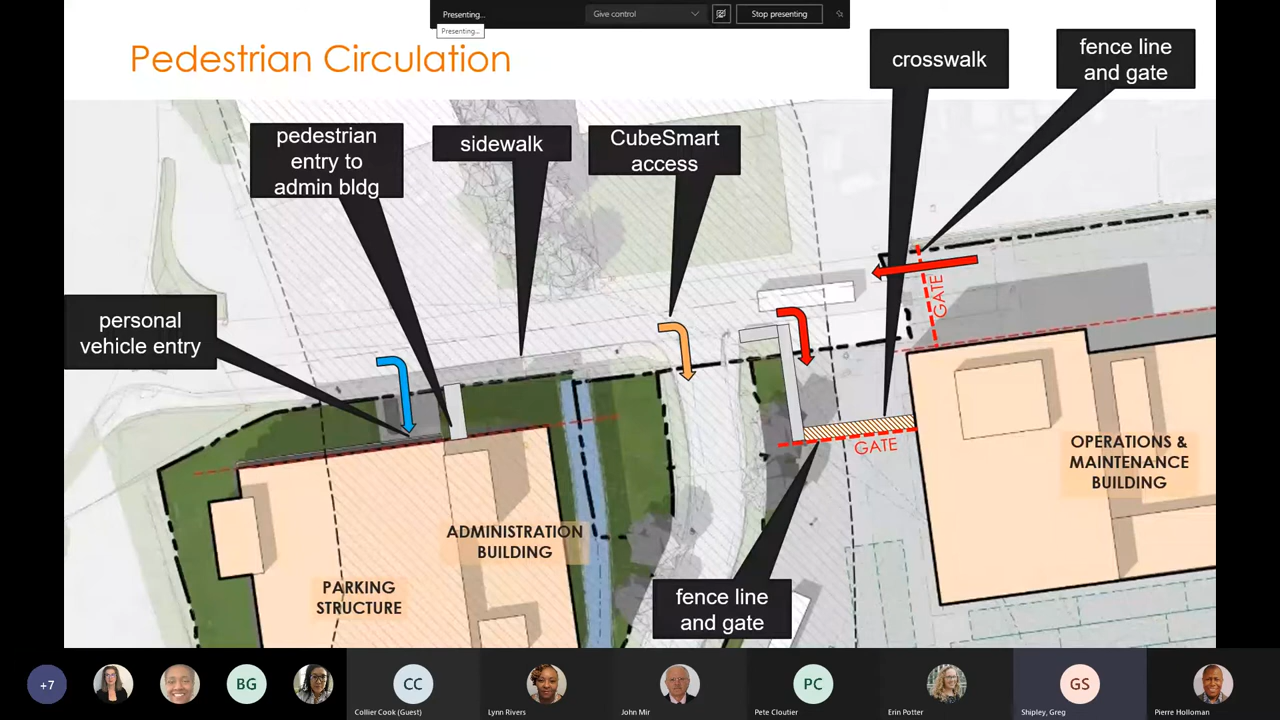 Presenting...
Give control
Stop presenting
Presenting...
Pedestrian Circulation
crosswalk
fence line
and gate
pedestrian
entry to
admin bldg
sidewalk
CubeSmart
access
personal
vehicle entry
GATE
GATE
OPERATIONS &
MAINTENANCE
BUILDING
ADMINISTRATION
BUILDING
PARKING
STRUCTURE
fence line
and gate
+7
BG
CC
PC
GS
Collier Cook (Guest)
Lynn Rivers
John Mir
Pete Cloutier
Erin Potter
Shipley, Greg
Pierre Holloman